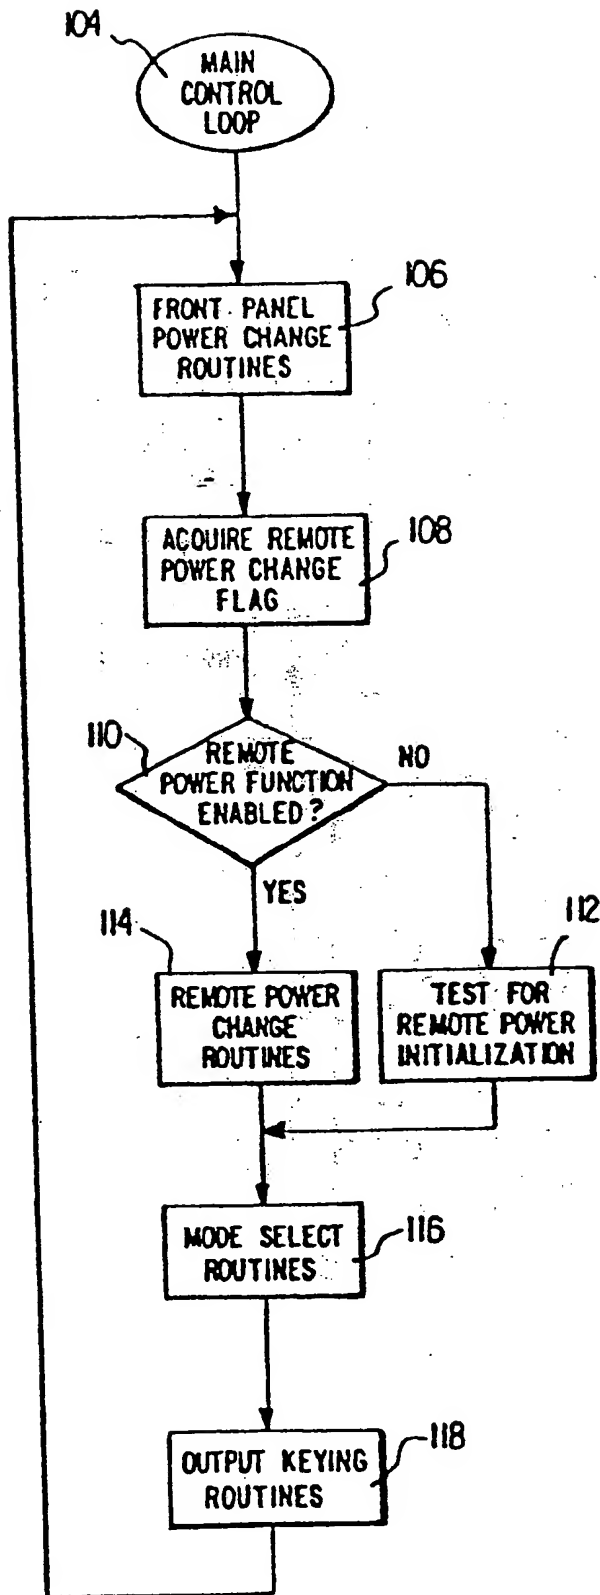 104
MAIN
CONTROL
LOOP
106
FRONT PANEL
POWER CHANGE
ROUTINES
108
ACQUIRE REMOTE
POWER CHANGE
FLAG
110
REMOTE
POWER FUNCTION
ENABLED?
NO
YES
114
REMOTE POWER
CHANGE
ROUTINES
112
TEST FOR
REMOTE POWER
INITIALIZATION
MODE SELECT
ROUTINES
116
OUTPUT KEYING
ROUTINES
118